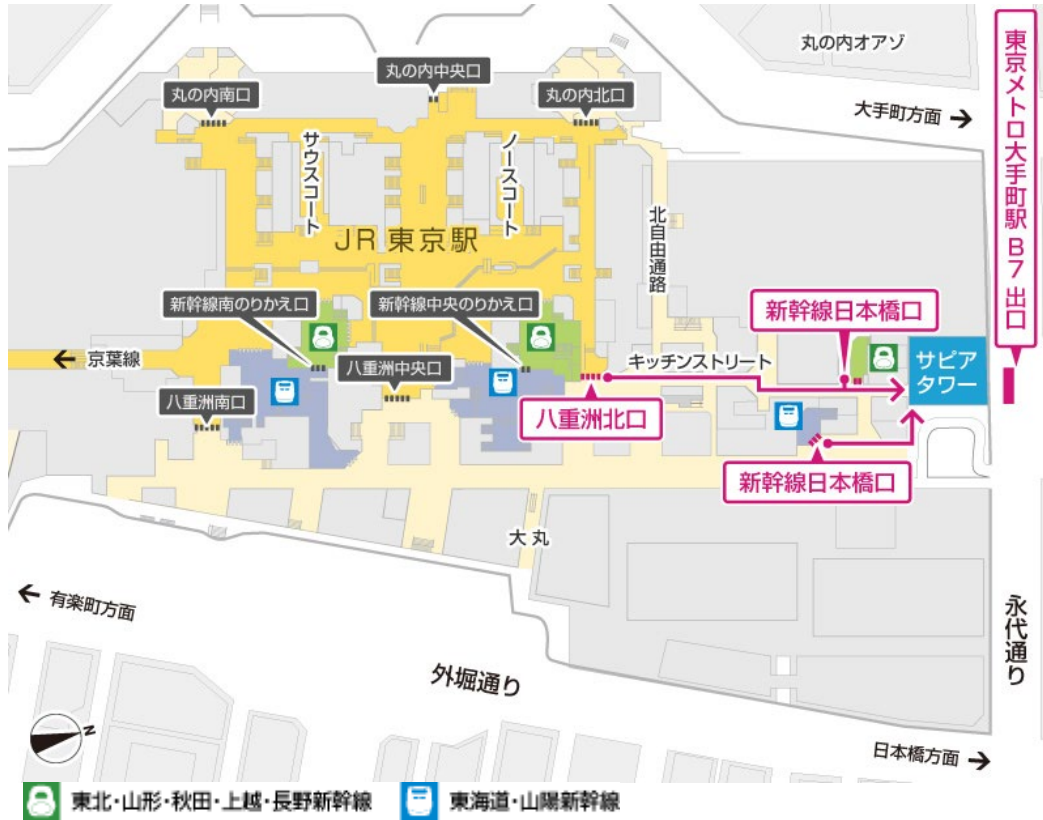 丸の内オアゾ
丸の内中央口
丸の内南口
丸の内北口
大手町方面
東京メトロ大手町駅 B7 出口
サウスコート
ノースコート
北自由通路
JR 東京駅
新幹線南のりかえ口
新幹線中央のりかえ口
新幹線日本橋口
京葉線
八重洲中央口
キッチンストリート
サピア
タワー
八重洲南口
八重洲北口
新幹線日本橋口
大丸
有楽町方面
永代通り
外堀通り
N
日本橋方面
東北・山形・秋田・上越・長野新幹線
東海道・山陽新幹線